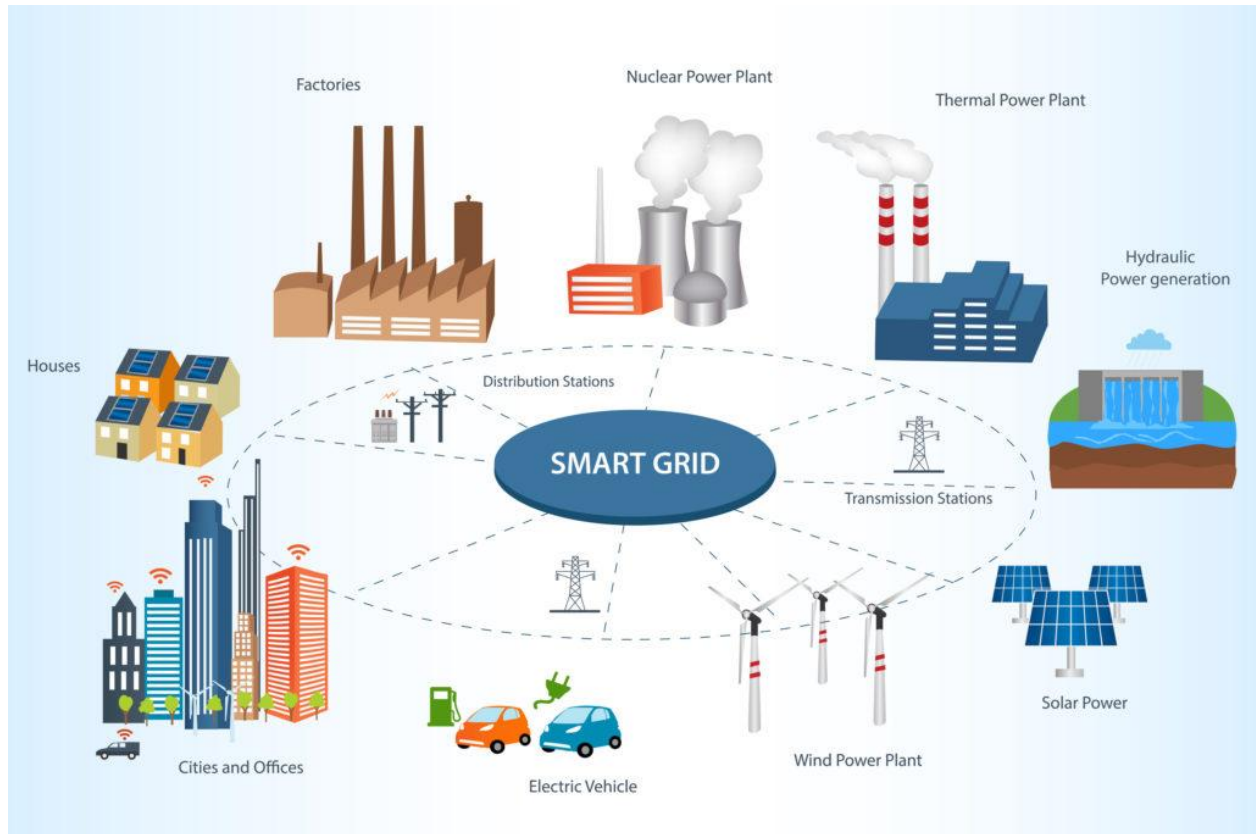 Nuclear Power Plant
Factories
Thermal Power Plant
Hydraulic
Power generation
Houses
Distribution Stations
SMART GRID
Transmission Stations
Solar Power
Wind Power Plant
Cities and Offices
Electric Vehicle